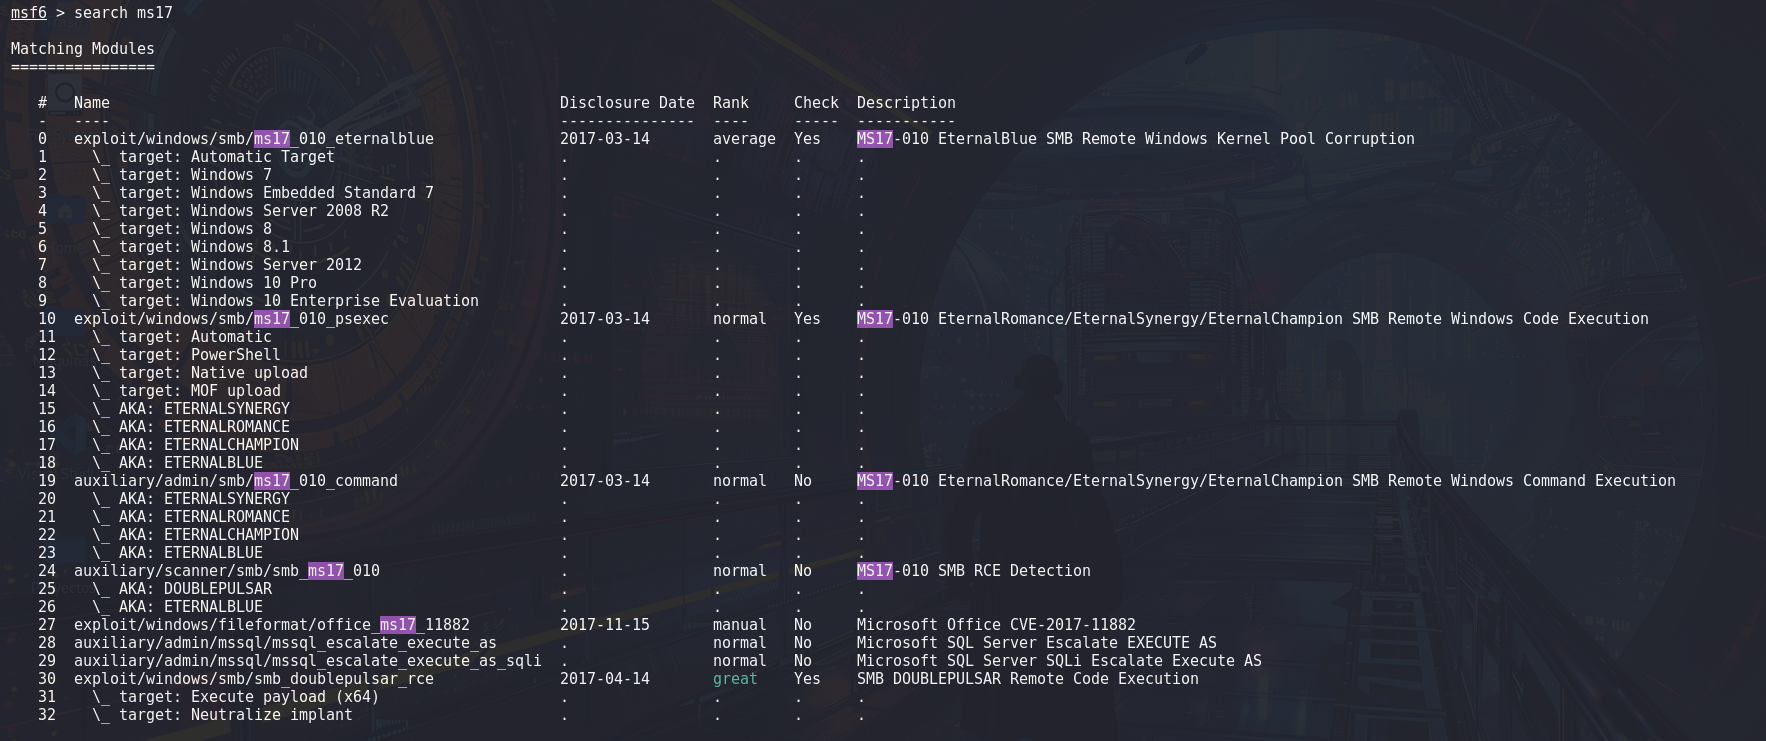 msf6 > search ms17
Matching Modules
================
# Name Disclosure Date Rank Check Description
- ---- --------------- ---- ----- -----------
0 exploit/windows/smb/ms17_010_eternalblue 2017-03-14 average Yes MS17-010 EternalBlue SMB Remote Windows Kernel Pool Corruption
1 \_ target: Automatic Target . . . .
2 \_ target: Windows 7 . . . .
3 \_ target: Windows Embedded Standard 7 . . . .
4 \_ target: Windows Server 2008 R2 . . . .
5 \_ target: Windows 8 . . . .
6 \_ target: Windows 8.1 . . . .
7 \_ target: Windows Server 2012 . . . .
8 \_ target: Windows 10 Pro . . . .
9 \_ target: Windows 10 Enterprise Evaluation . . . .
10 exploit/windows/smb/ms17_010_psexec 2017-03-14 normal Yes MS17-010 EternalRomance/EternalSynergy/EternalChampion SMB Remote Windows Code Execution
11 \_ target: Automatic . . . .
12 \_ target: PowerShell . . . .
13 \_ target: Native upload . . . .
14 \_ target: MOF upload . . . .
15 \_ AKA: ETERNALSYNERGY . . . .
16 \_ AKA: ETERNALROMANCE . . . .
17 \_ AKA: ETERNALCHAMPION . . . .
18 \_ AKA: ETERNALBLUE . . . .
19 auxiliary/admin/smb/ms17_010_command 2017-03-14 normal No MS17-010 EternalRomance/EternalSynergy/EternalChampion SMB Remote Windows Command Execution
20 \_ AKA: ETERNALSYNERGY . . . .
21 \_ AKA: ETERNALROMANCE . . . .
22 \_ AKA: ETERNALCHAMPION . . . .
23 \_ AKA: ETERNALBLUE . . . .
24 auxiliary/scanner/smb/smb_ms17_010 . normal No MS17-010 SMB RCE Detection
25 \_ AKA: DOUBLEPULSAR . . . .
26 \_ AKA: ETERNALBLUE . . . .
27 exploit/windows/fileformat/office_ms17_11882 2017-11-15 manual No Microsoft Office CVE-2017-11882
28 auxiliary/admin/mssql/mssql_escalate_execute_as . normal No Microsoft SQL Server Escalate EXECUTE AS
29 auxiliary/admin/mssql/mssql_escalate_execute_as_sqli . normal No Microsoft SQL Server SQLi Escalate Execute AS
30 exploit/windows/smb/smb_doublepulsar_rce 2017-04-14 great Yes SMB DOUBLEPULSAR Remote Code Execution
31 \_ target: Execute payload (x64) . . . .
32 \_ target: Neutralize implant . . . .